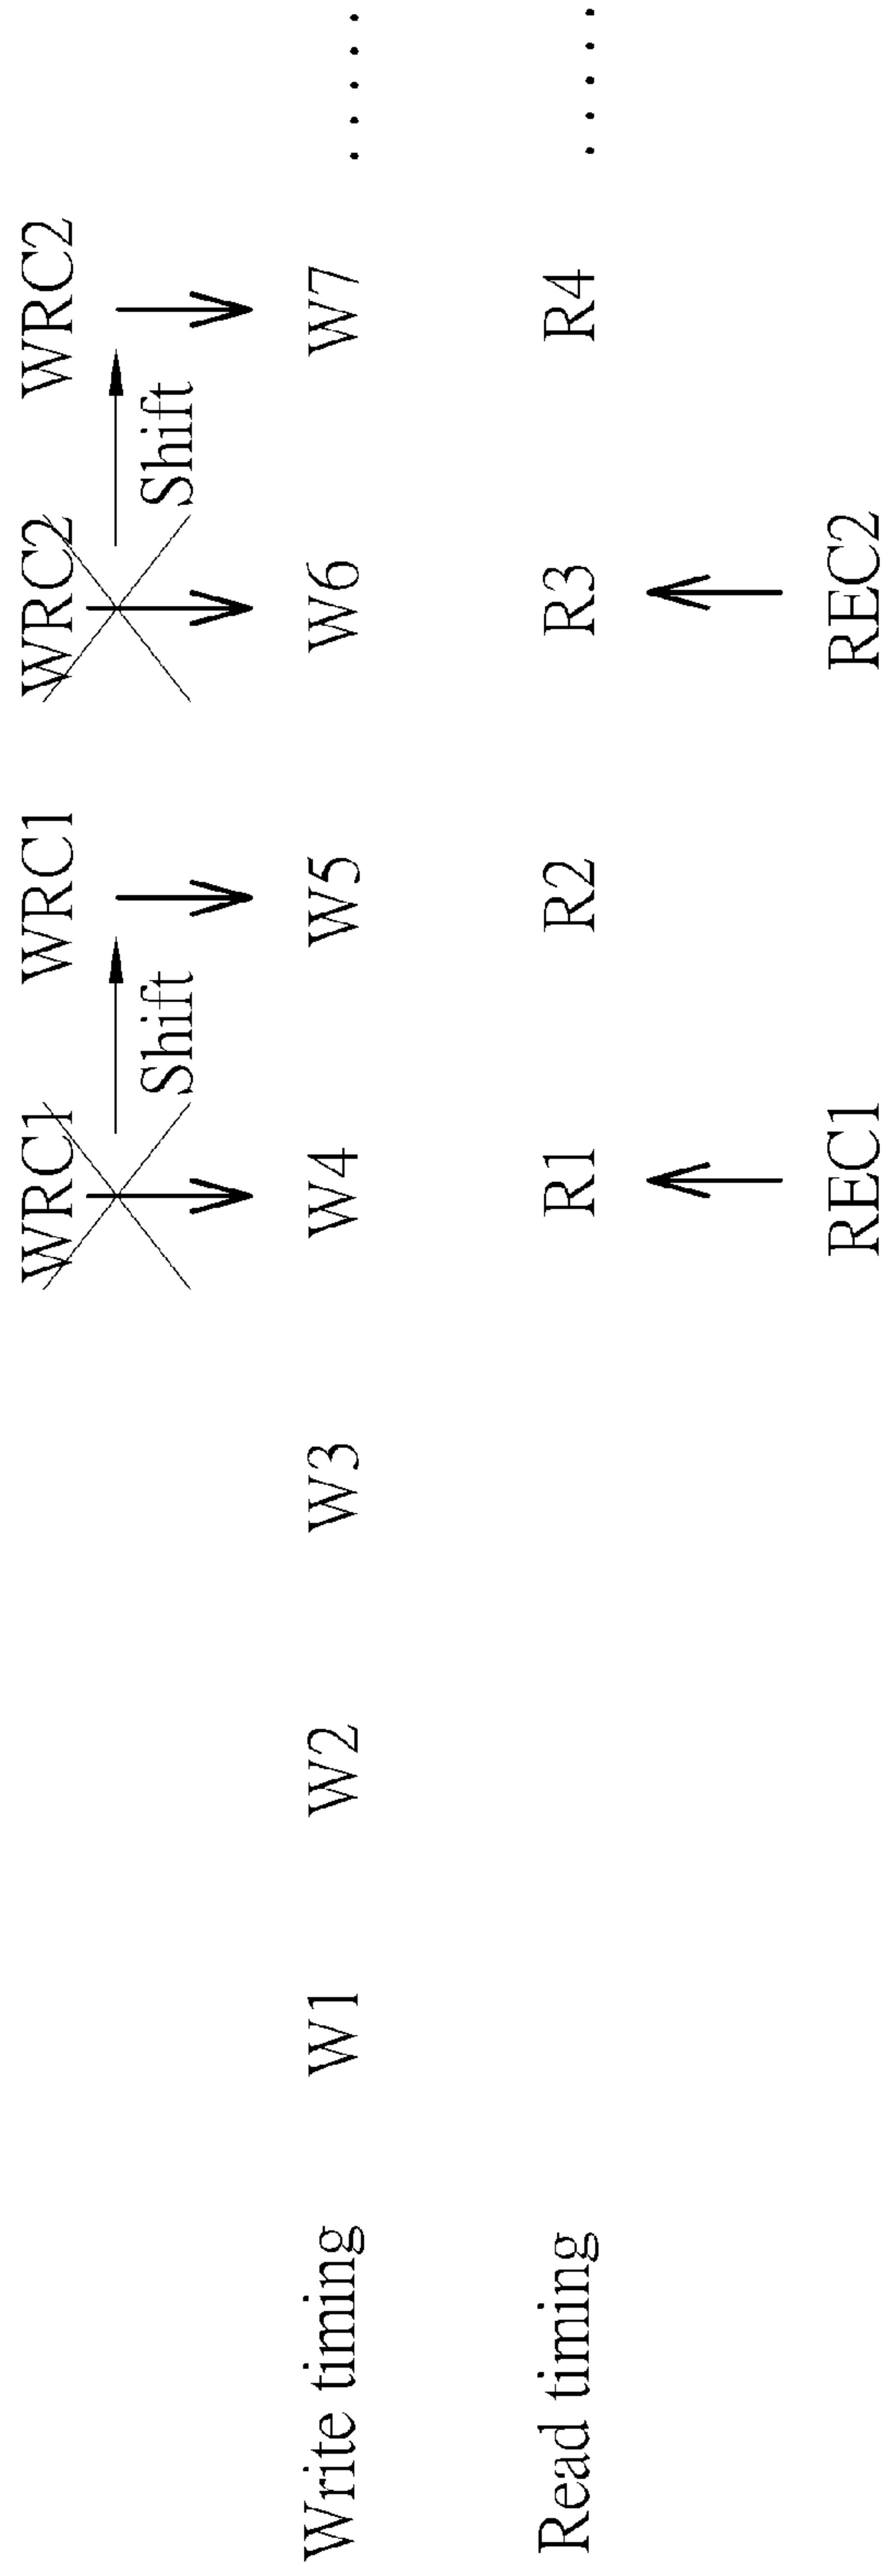 WRC1 WRC1 WRC2 WRC2
Shift Shift
Write timing W1 W2 W3 W4 W5 W6 W7 .....
Read timing R1 R2 R3 R4 .....
REC1 REC2